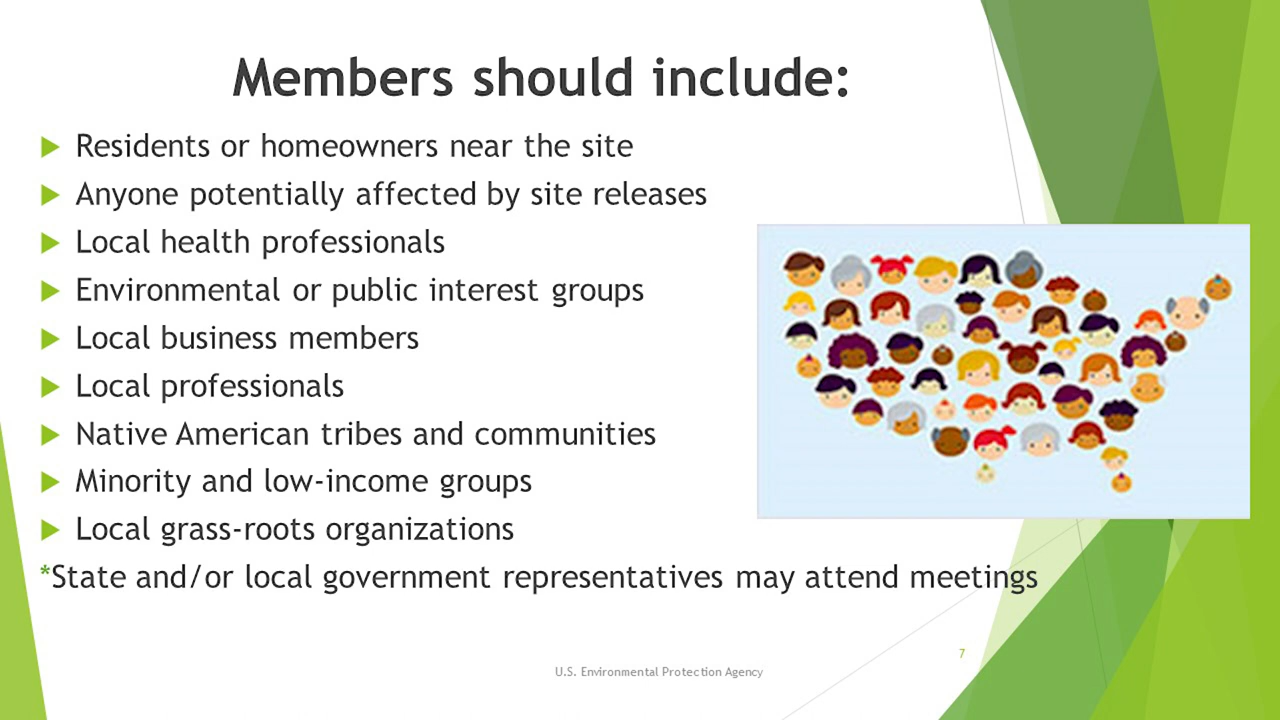 Members should include:
Residents or homeowners near the site
Anyone potentially affected by site releases
Local health professionals
Environmental or public interest groups
Local business members
Local professionals
Native American tribes and communities
Minority and low-income groups
Local grass-roots organizations
*State and/or local government representatives may attend meetings
7
U.S. Environmental Protection Agency